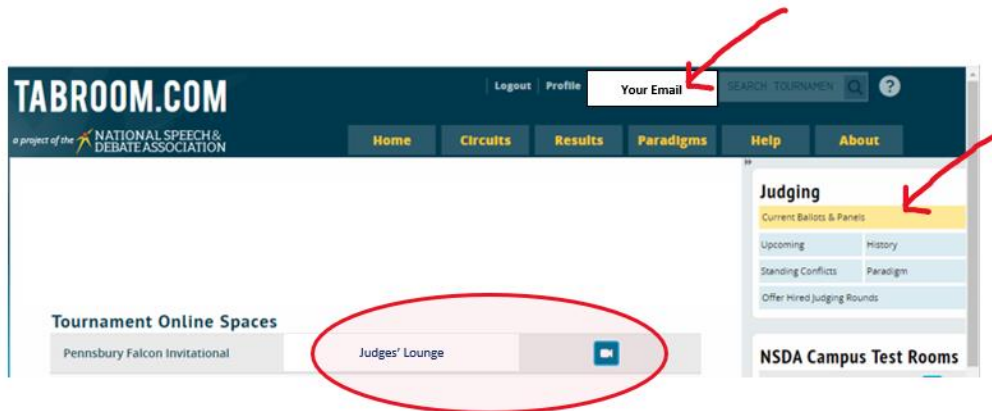 TABROOM.COM
a project of the NATIONAL SPEECH & DEBATE ASSOCIATION
Logout Profile Your Email SEARCH TOURNAMEN ?
Home Circuits Results Paradigms Help About
Judging
Current Ballots & Panels
Upcoming History
Standing Conflicts Paradigm
Offer Hired Judging Rounds
Tournament Online Spaces
Pennsbury Falcon Invitational Judges' Lounge
NSDA Campus Test Rooms